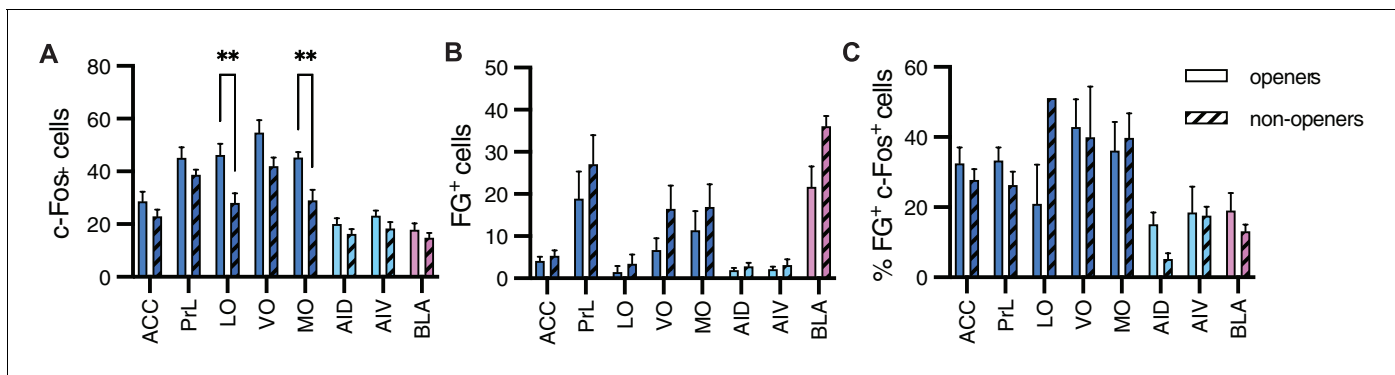 A
c-Fos+ cells
80
60
40
20
0
**
**
ACC
PrL
LO
VO
MO
AID
AIV
BLA
B
FG+ cells
50
40
30
20
10
0
ACC
PrL
LO
VO
MO
AID
AIV
BLA
C
% FG+ c-Fos+ cells
60
40
20
0
ACC
PrL
LO
VO
MO
AID
AIV
BLA
openers
non-openers